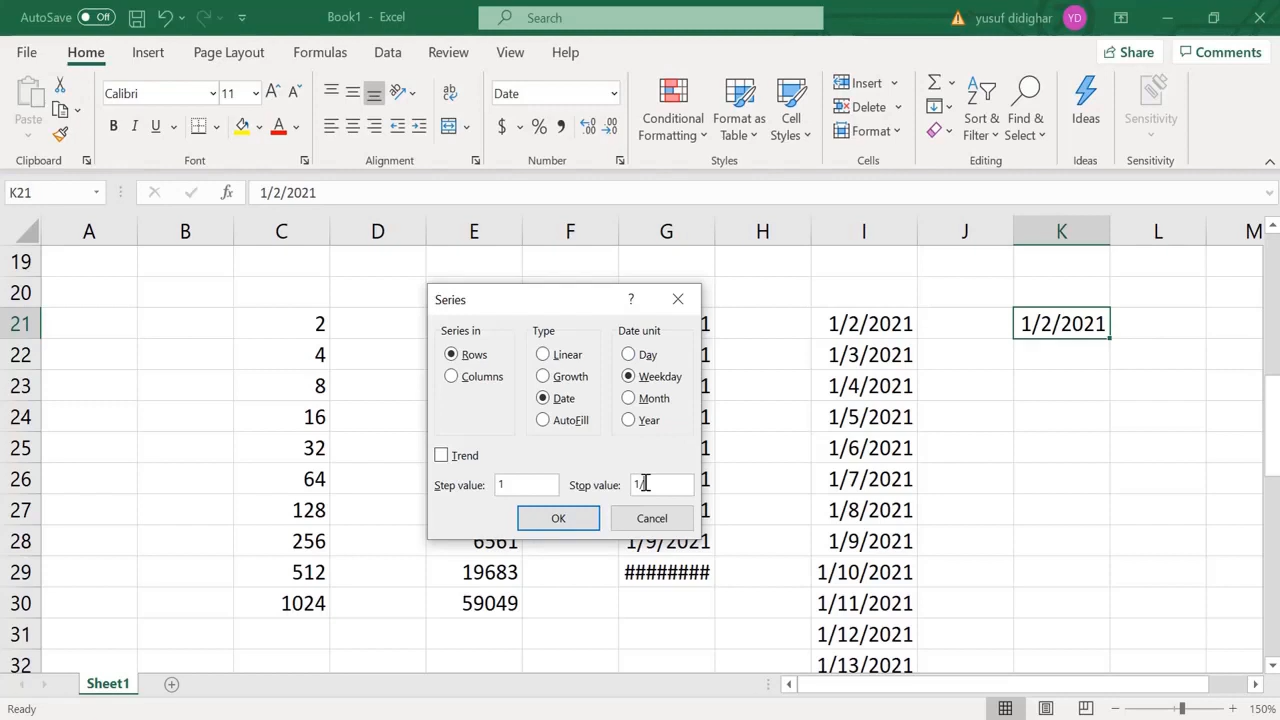 AutoSave Off Book1 - Excel Search yusuf didighar YD
File Home Insert Page Layout Formulas Data Review View Help Share Comments
Paste Calibri 11 A A ab Date Conditional Formatting Format as Table Cell Styles Insert Delete Format Sort & Filter Find & Select Ideas Sensitivity
B I U A $ % , .00
Clipboard Font Alignment Number Styles Cells Editing Ideas Sensitivity
K21 fx 1/2/2021
A B C D E F G H I J K L M
19
20
21 2 1/2/2021 1/2/2021
22 4 1/3/2021
23 8 1/4/2021
24 16 1/5/2021
25 32 1/6/2021
26 64 1/7/2021
27 128 1/8/2021
28 256 6561 1/9/2021 1/9/2021
29 512 19683 ######## 1/10/2021
30 1024 59049 1/11/2021
31 1/12/2021
32 1/13/2021
Series ?
Series in Type Date unit
Rows Linear Day
Columns Growth Weekday
Date Month
AutoFill Year
Trend
Step value: 1 Stop value: 1/
OK Cancel
Sheet1
Ready 150%